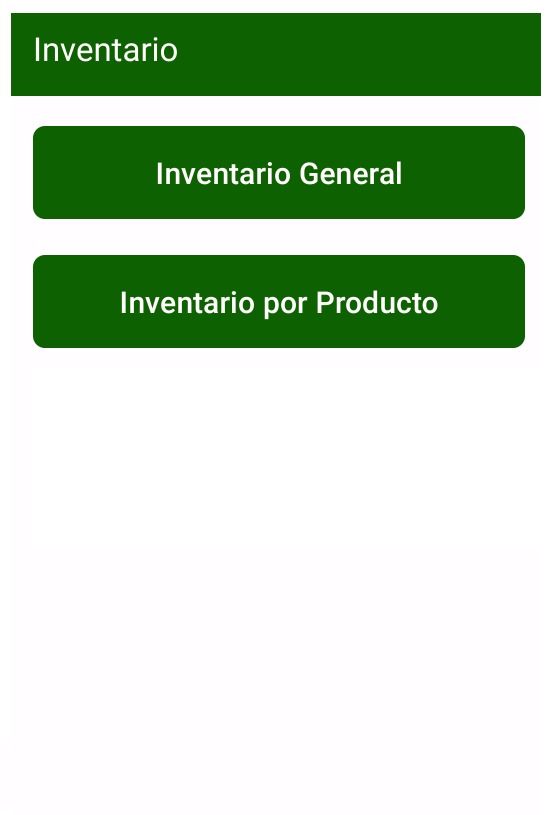 Inventario
Inventario General
Inventario por Producto